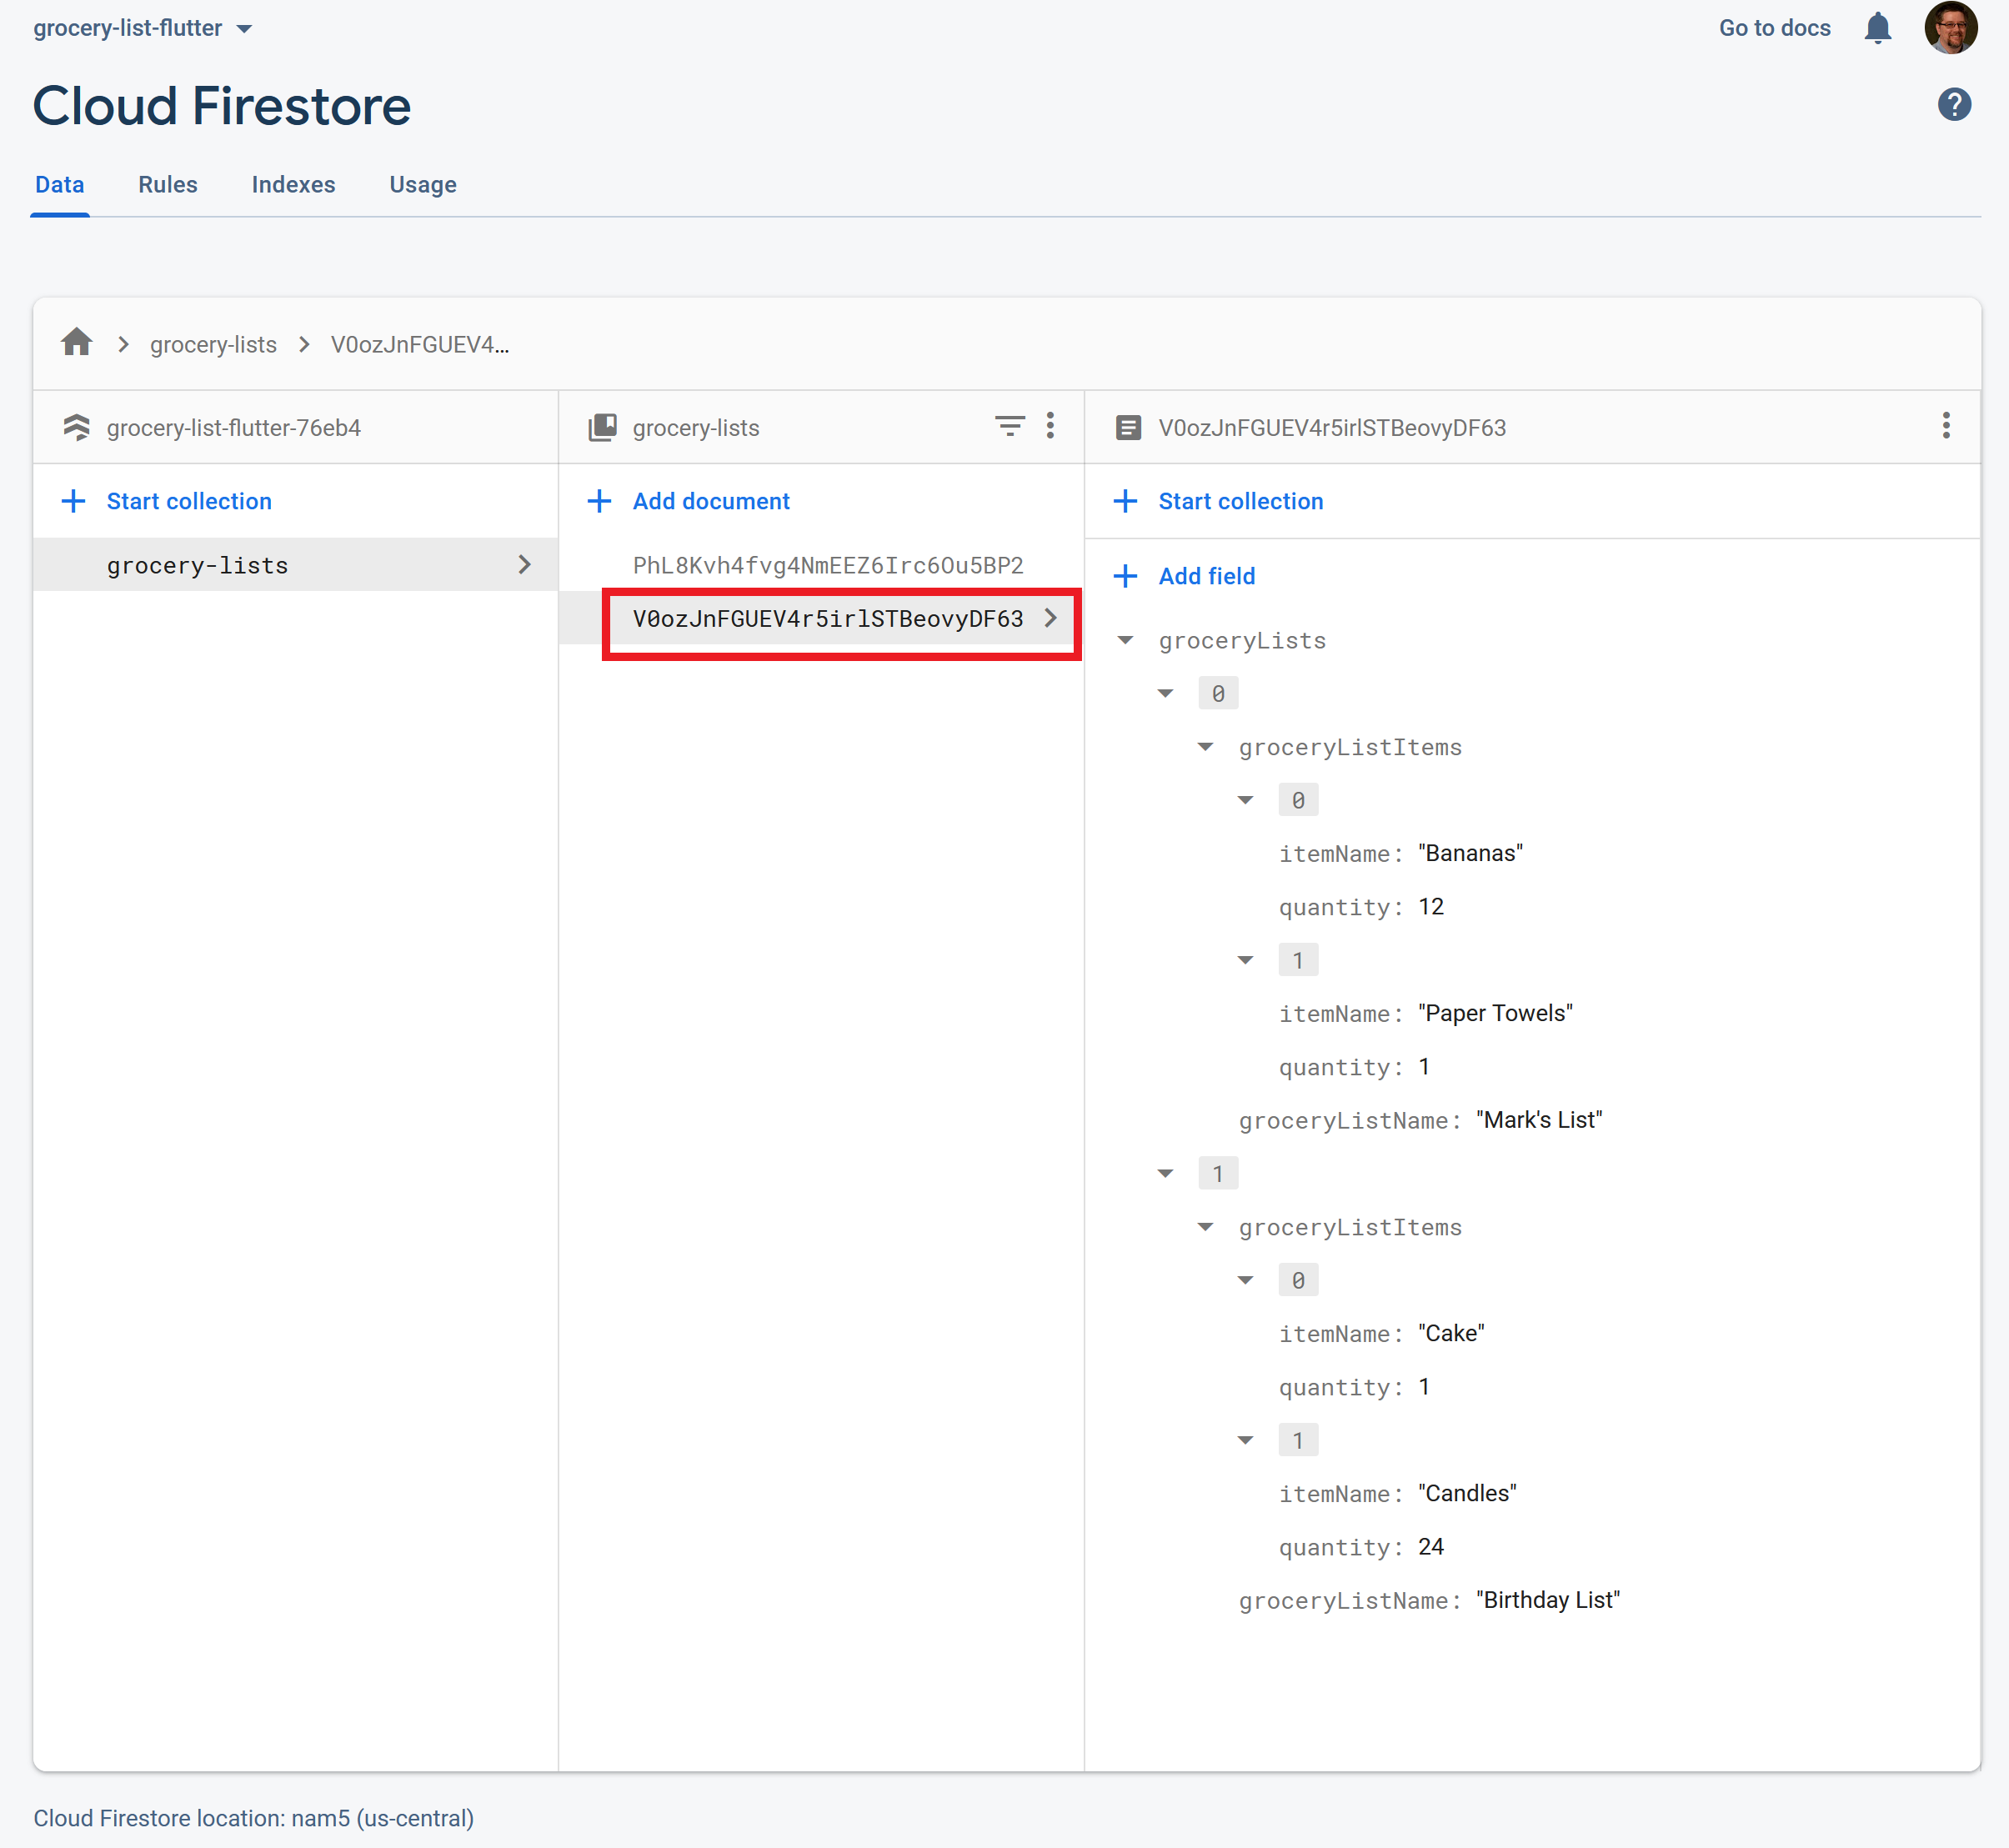 grocery-list-flutter
Go to docs
Cloud Firestore
?
Data Rules Indexes Usage
grocery-lists V0ozJnFGUEV4...
grocery-list-flutter-76eb4
Start collection
grocery-lists
grocery-lists
Add document
PhL8Kvh4fvg4NmEEZ6Irc6Ou5BP2
V0ozJnFGUEV4r5irlSTBeovyDF63
V0ozJnFGUEV4r5irlSTBeovyDF63
Start collection
Add field
groceryLists
0
groceryListItems
0
itemName: "Bananas"
quantity: 12
1
itemName: "Paper Towels"
quantity: 1
groceryListName: "Mark's List"
1
groceryListItems
0
itemName: "Cake"
quantity: 1
1
itemName: "Candles"
quantity: 24
groceryListName: "Birthday List"
Cloud Firestore location: nam5 (us-central)